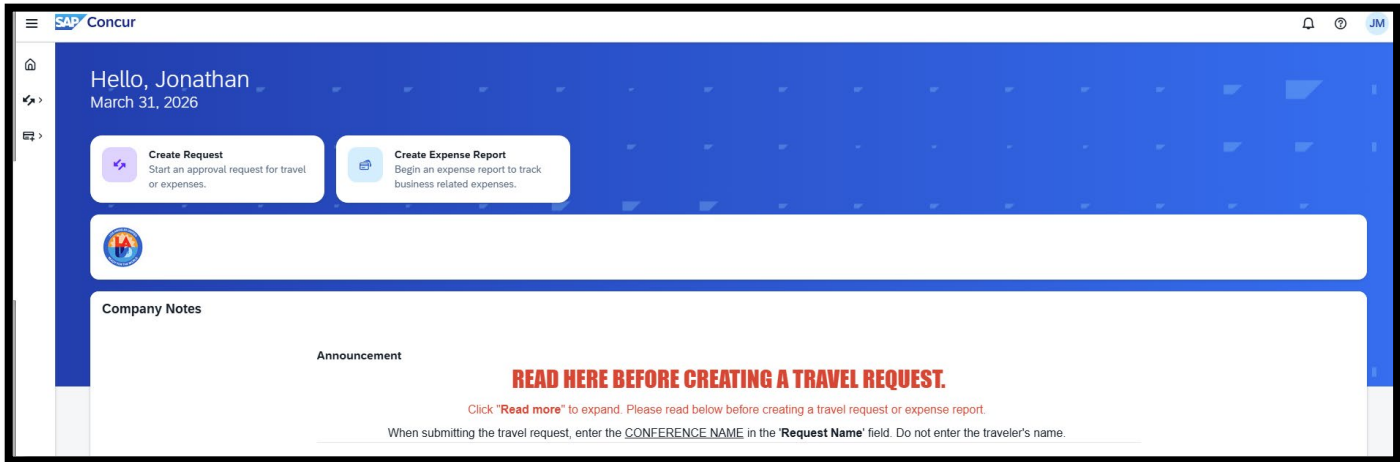 SAP Concur
JM
Hello, Jonathan
March 31, 2026
Create Request
Start an approval request for travel
or expenses.
Create Expense Report
Begin an expense report to track
business related expenses.
LA
Company Notes
Announcement
READ HERE BEFORE CREATING A TRAVEL REQUEST.
Click "Read more" to expand. Please read below before creating a travel request or expense report.
When submitting the travel request, enter the CONFERENCE NAME in the 'Request Name' field. Do not enter the traveler's name.